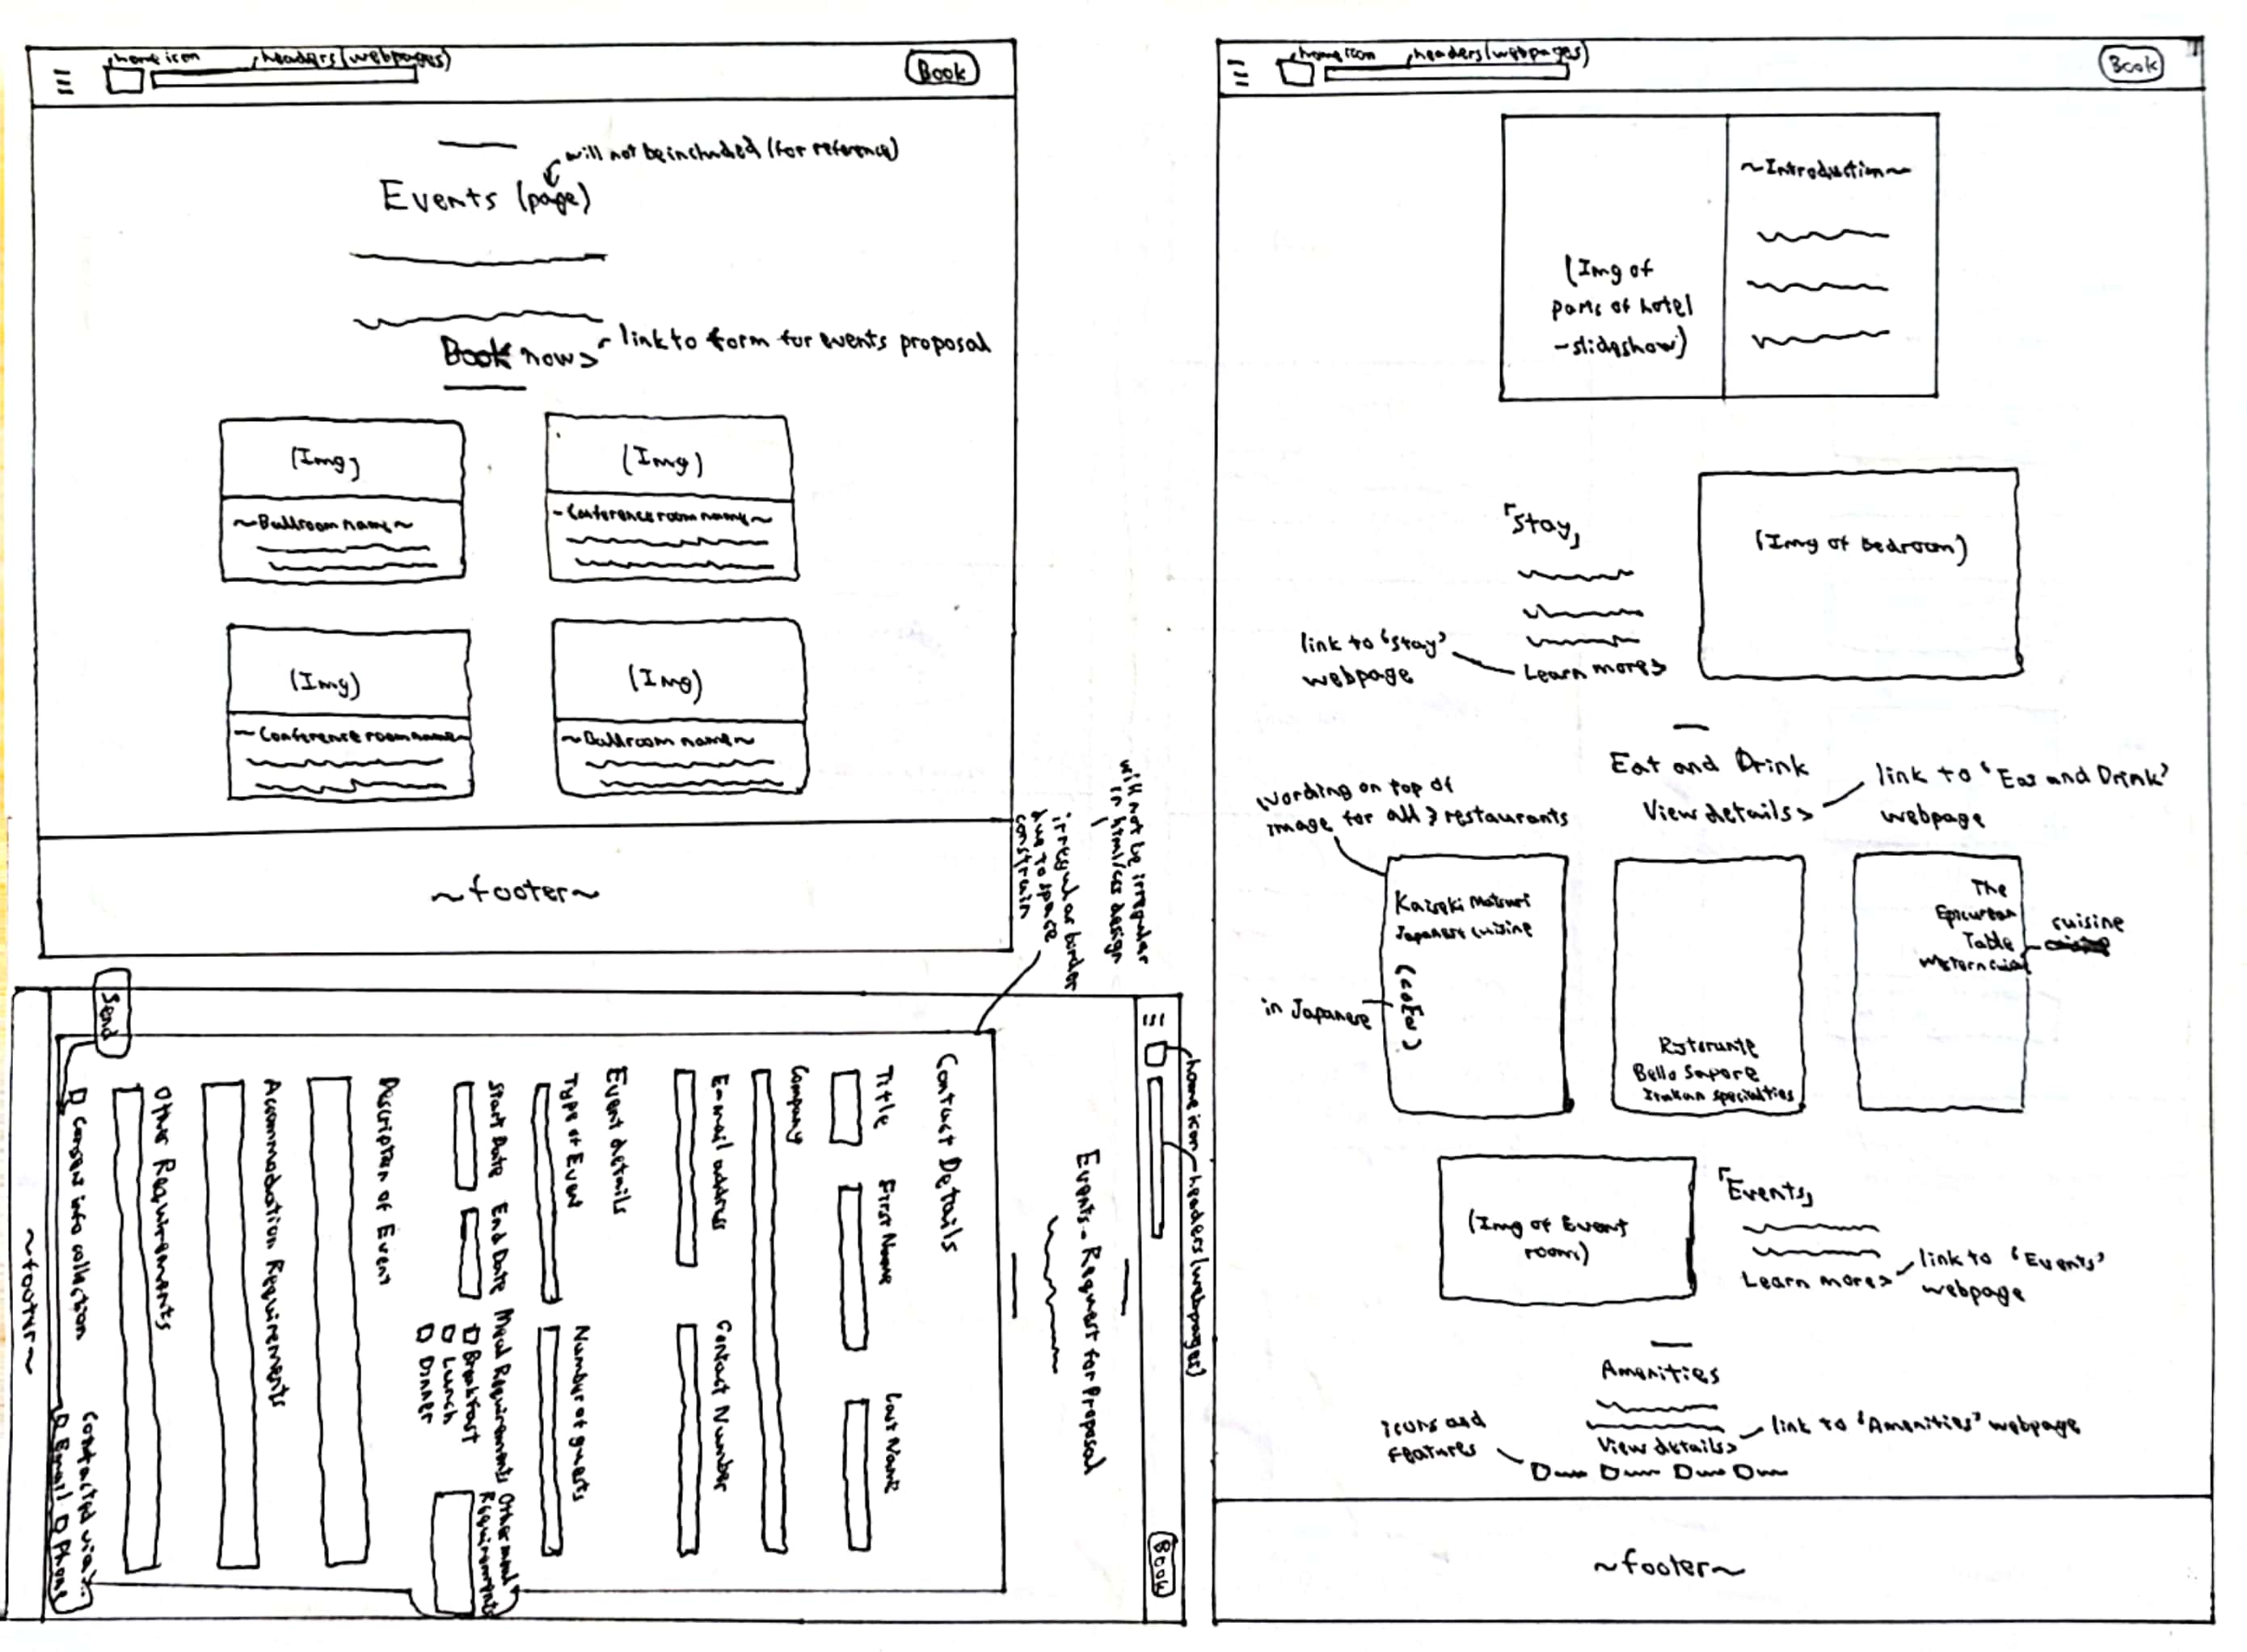 home icon
headers (webpages)
Book
will not be included (for reference)
Events (page)
Book now>
link to form for events proposal
(Img)
(Img)
~Ballroom name~
~Conference room name~
(Img)
(Img)
~Conference room name~
~Ballroom name~
~footer~
irregular border
due to space
constrain
will not be irregular
in html/css design
home icon
headers (webpages)
Book
Events - Request for Proposal
Contact Details
Title
First Name
Last Name
Company
E-mail address
Contact Number
Event details
Type of Event
Number of guests
Start Date
End Date
Meal Requirements
Other meal
Requirements
Breakfast
Lunch
Dinner
Description of Event
Accommodation Requirements
Other Requirements
Consent info collection
Contacted via:
Email
Phone
Send
~footer~
home icon
headers (webpages)
Book
~Introduction~
(Img of
parts of hotel
-slideshow)
「Stay」
(Img of bedroom)
link to 'Stay'
webpage
Learn more>
Eat and Drink
View details>
link to 'Eat and Drink'
webpage
wording on top of
image for all 3 restaurants
Kaiseki Matsuri
Japanese cuisine
in Japanese
Ristorante
Bella Sapore
Italian specialties
The
Epicurean
Table
Western
cuisine
(Img of Event
room)
「Events」
Learn more>
link to 'Events'
webpage
Amenities
icons and
features
View details>
link to 'Amenities' webpage
~footer~